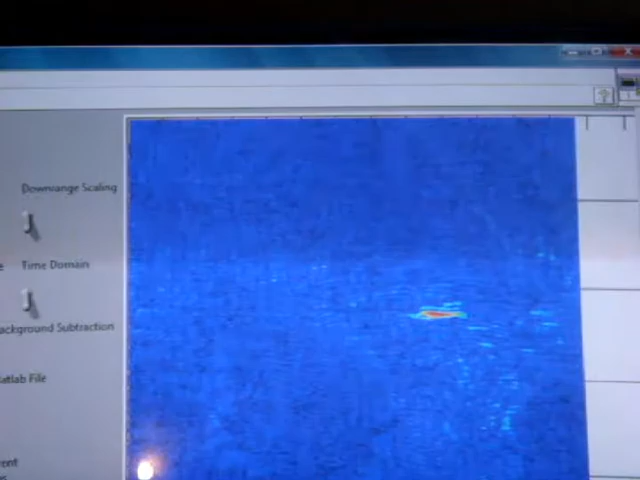 Downrange Scaling
e Time Domain
ackground Subtraction
atlab File
ent